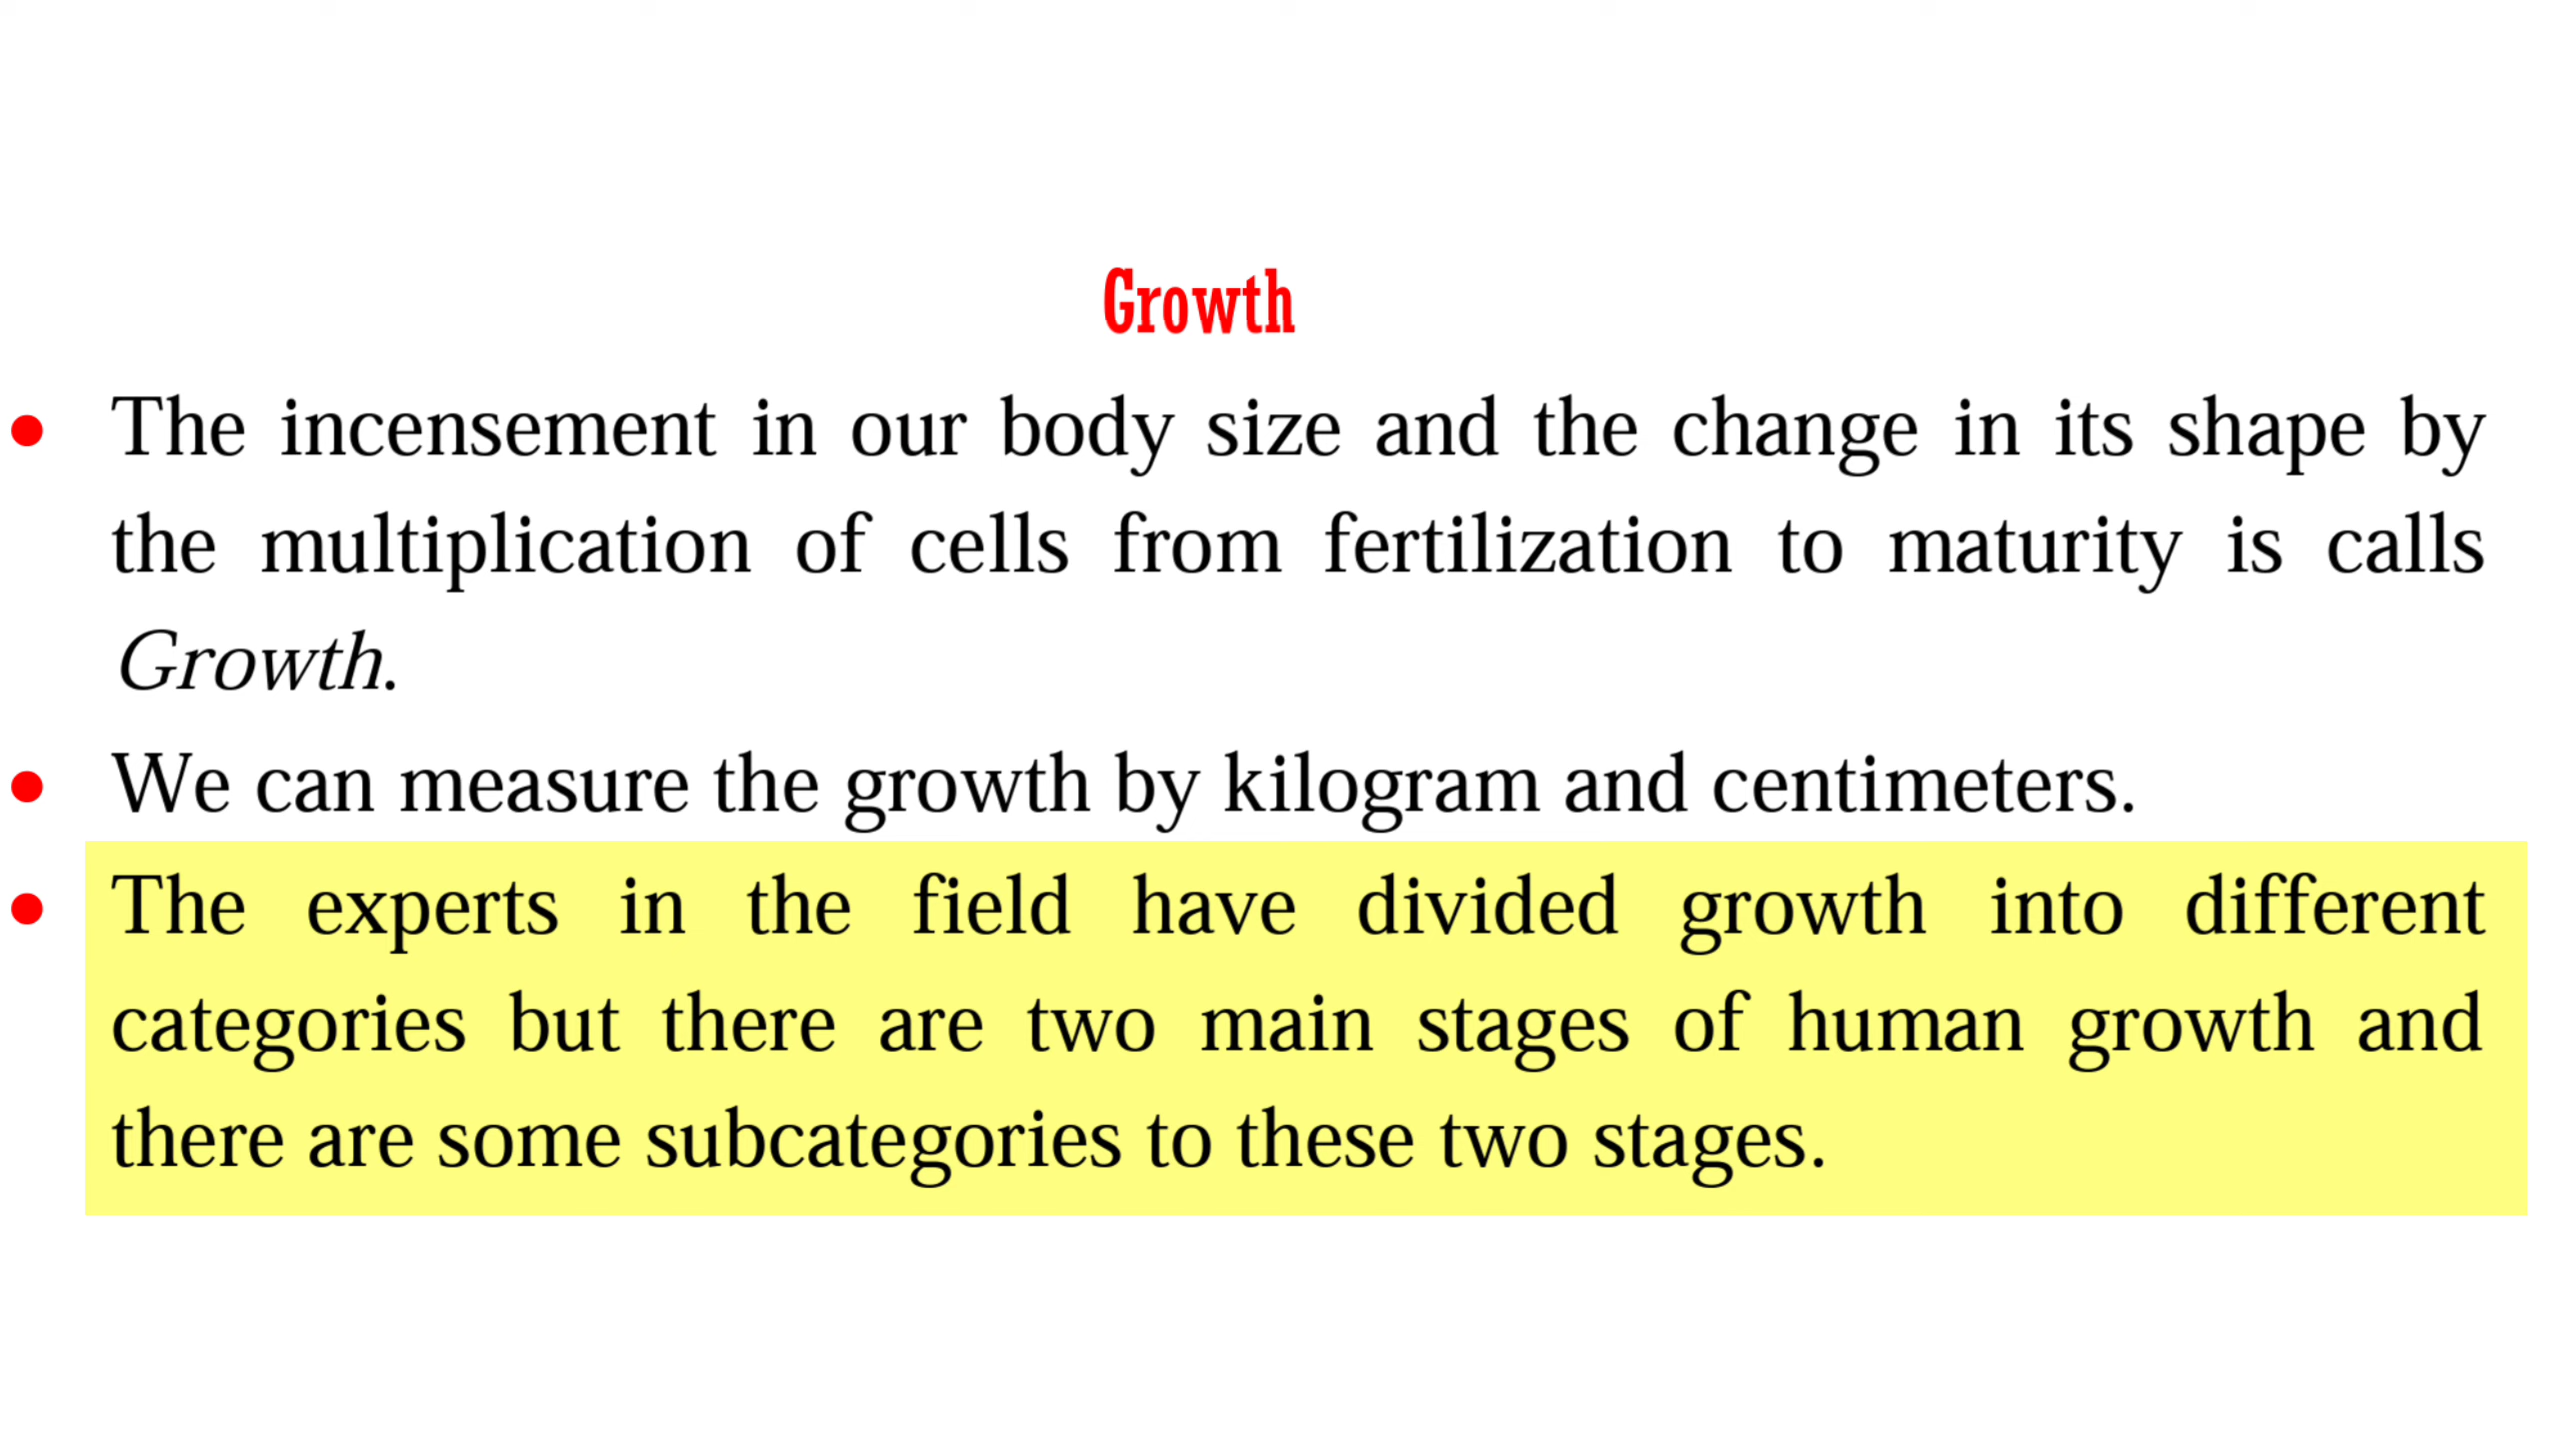 Growth
• The incensement in our body size and the change in its shape by
the multiplication of cells from fertilization to maturity is calls
Growth.
• We can measure the growth by kilogram and centimeters.
• The experts in the field have divided growth into different
categories but there are two main stages of human growth and
there are some subcategories to these two stages.